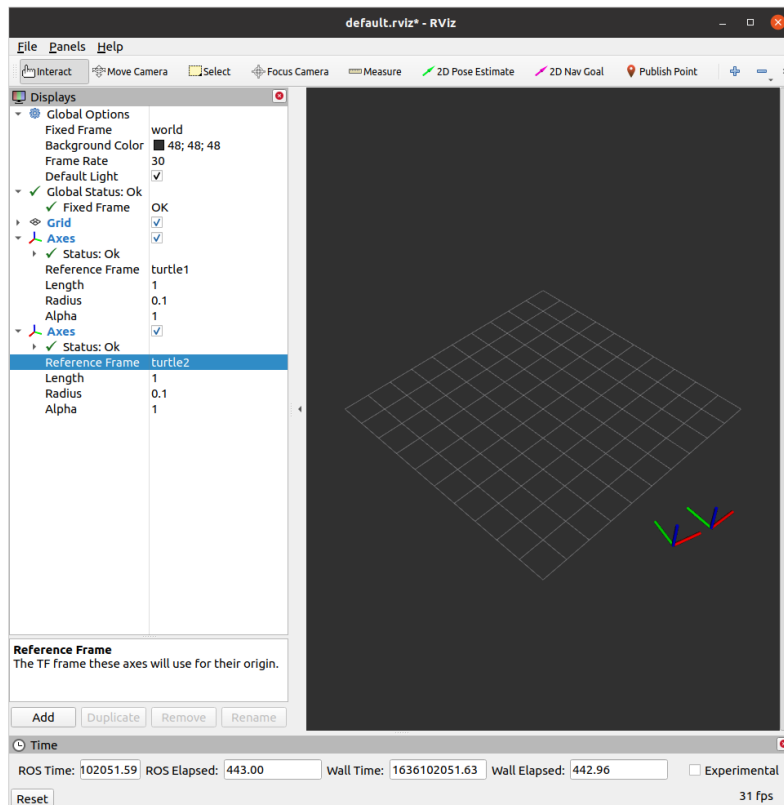 default.rviz* - RViz
File Panels Help
Interact Move Camera Select Focus Camera Measure 2D Pose Estimate 2D Nav Goal Publish Point
Displays
Global Options
Fixed Frame world
Background Color 48; 48; 48
Frame Rate 30
Default Light
Global Status: Ok
Fixed Frame OK
Grid
Axes
Status: Ok
Reference Frame turtle1
Length 1
Radius 0.1
Alpha 1
Axes
Status: Ok
Reference Frame turtle2
Length 1
Radius 0.1
Alpha 1
Reference Frame
The TF frame these axes will use for their origin.
Add Duplicate Remove Rename
Time
ROS Time: 102051.59 ROS Elapsed: 443.00 Wall Time: 1636102051.63 Wall Elapsed: 442.96 Experimental
Reset 31 fps